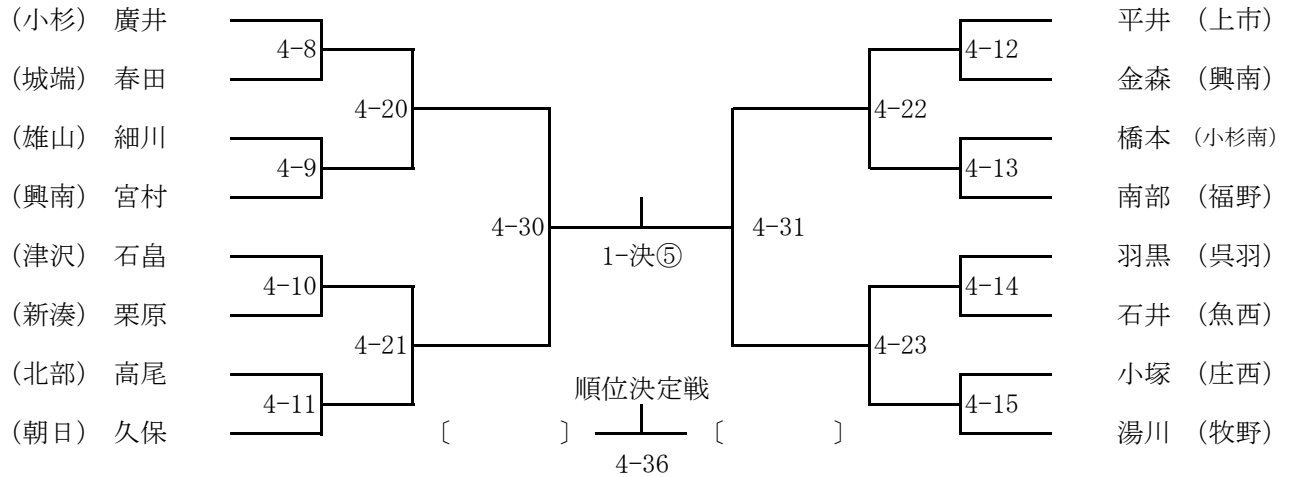 (小杉) 廣井 平井 (上市)
4-8 4-12
(城端) 春田 金森 (興南)
4-20 4-22
(雄山) 細川 橋本 (小杉南)
4-9 4-13
(興南) 宮村 南部 (福野)
4-30 4-31
(津沢) 石畠 1-決⑤ 羽黒 (呉羽)
4-10 4-14
(新湊) 栗原 石井 (魚西)
4-21 4-23
(北部) 高尾 順位決定戦 小塚 (庄西)
4-11 4-15
(朝日) 久保 〔 〕 〔 〕 湯川 (牧野)
4-36